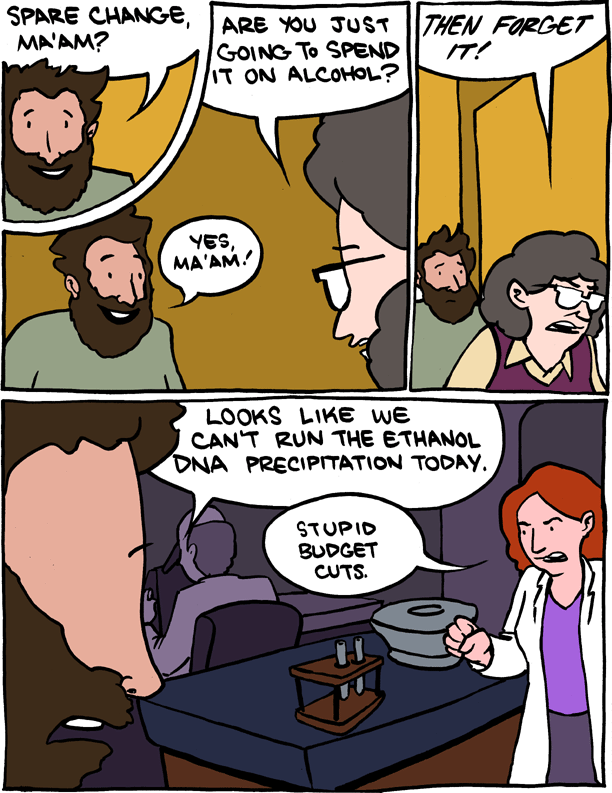 SPARE CHANGE,
MA'AM?
ARE YOU JUST
GOING TO SPEND
IT ON ALCOHOL?
YES,
MA'AM!
THEN FORGET
IT!
LOOKS LIKE WE
CAN'T RUN THE ETHANOL
DNA PRECIPITATION TODAY.
STUPID
BUDGET
CUTS.